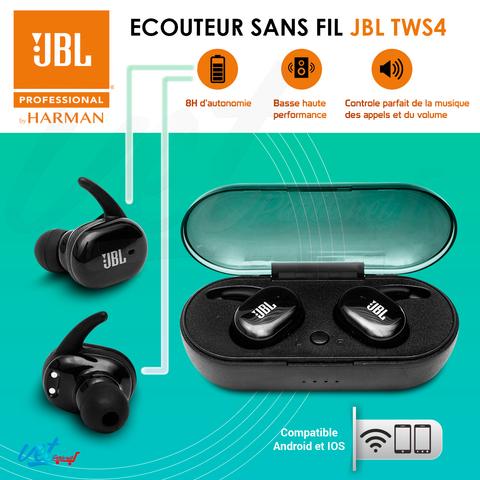 JBL
PROFESSIONAL
by HARMAN
ECOUTEUR SANS FIL JBL TWS4
8H d'autonomie
Basse haute
performance
Controle parfait de la musique
des appels et du volume
JBL
JBL
JBL
JBL
Compatible
Android et IOS